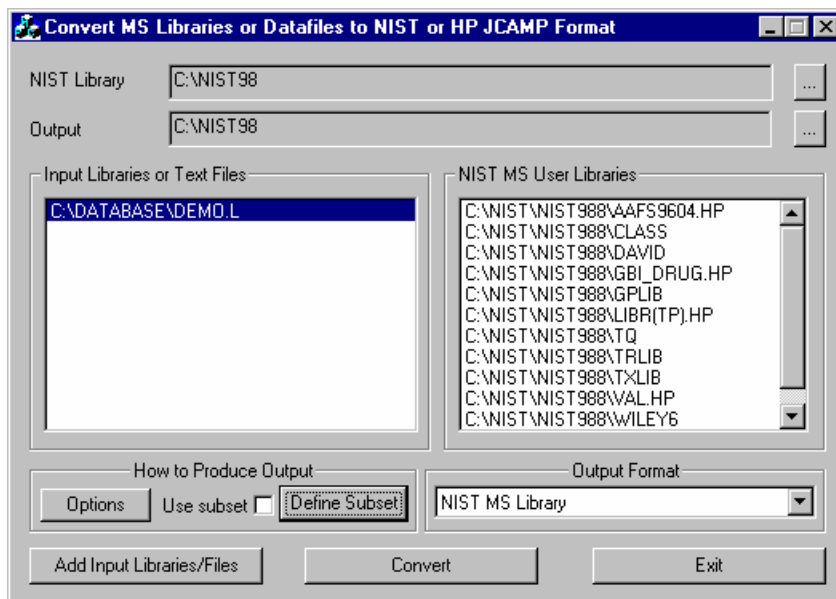 Convert MS Libraries or Datafiles to NIST or HP JCAMP Format
NIST Library C:\NIST98 ...
Output C:\NIST98 ...
Input Libraries or Text Files
C:\DATABASE\DEMO.L
NIST MS User Libraries
C:\NIST\NIST988\AAFS9604.HP
C:\NIST\NIST988\CLASS
C:\NIST\NIST988\DAVID
C:\NIST\NIST988\GBI_DRUG.HP
C:\NIST\NIST988\GPLIB
C:\NIST\NIST988\LIBR(TP).HP
C:\NIST\NIST988\TQ
C:\NIST\NIST988\TRLIB
C:\NIST\NIST988\TXLIB
C:\NIST\NIST988\VAL.HP
C:\NIST\NIST988\WILEY6
How to Produce Output
Options Use subset Define Subset
Output Format
NIST MS Library
Add Input Libraries/Files Convert Exit